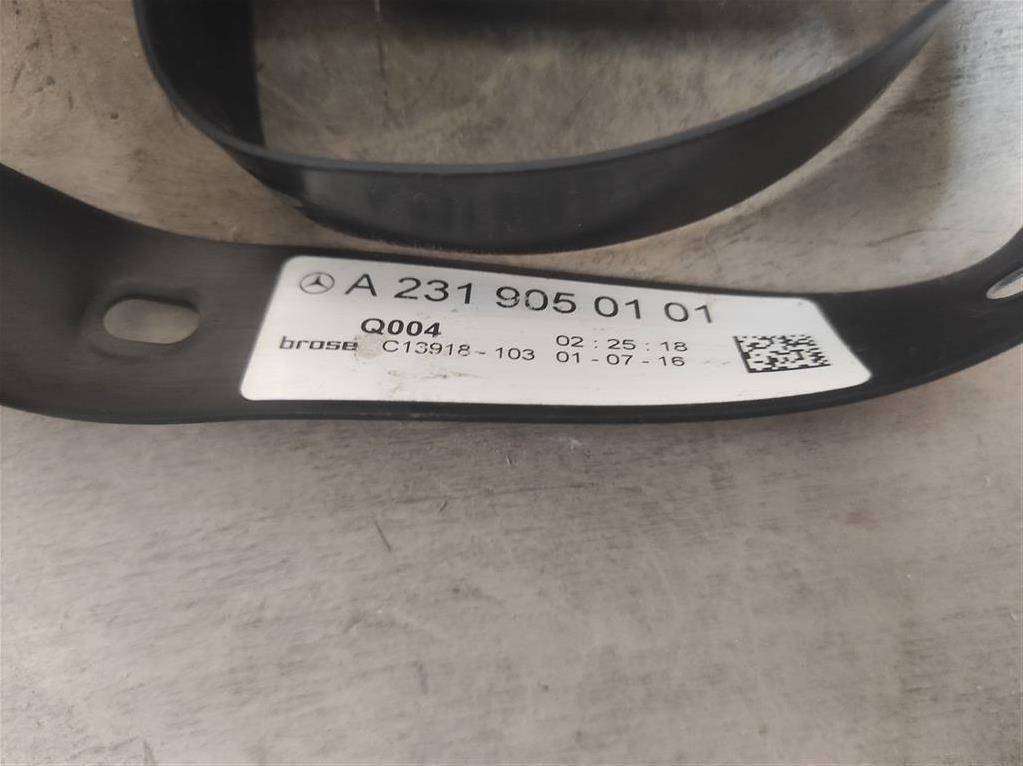 A 231 905 01 01
Q004
brose C13918-103 02:25:18
01-07-16